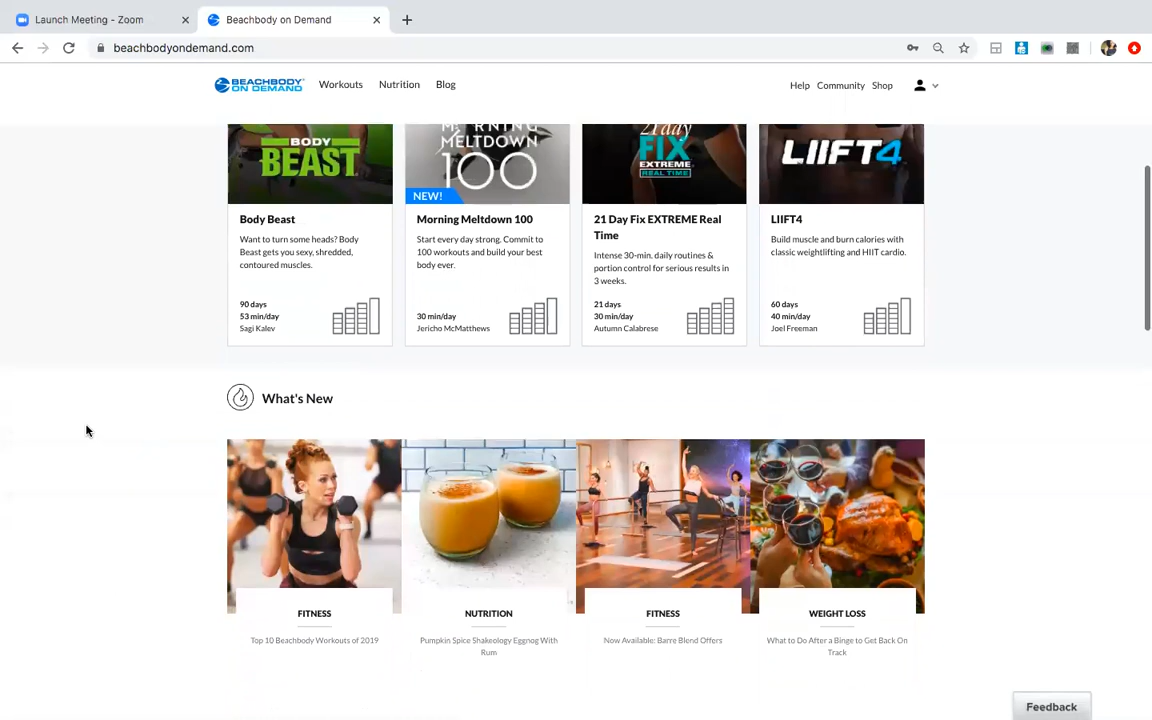 Launch Meeting - Zoom
Beachbody on Demand
beachbodyondemand.com
BEACHBODY
ON DEMAND
Workouts
Nutrition
Blog
Help
Community
Shop
BODY
BEAST
MORNING
MELTDOWN
100
NEW!
21 day
FIX
EXTREME
REAL TIME
LIIFT4
Body Beast
Want to turn some heads? Body
Beast gets you sexy, shredded,
contoured muscles.
90 days
53 min/day
Sagi Kalev
Morning Meltdown 100
Start every day strong. Commit to
100 workouts and build your best
body ever.
30 min/day
Jericho McMatthews
21 Day Fix EXTREME Real
Time
Intense 30-min. daily routines &
portion control for serious results in
3 weeks.
21 days
30 min/day
Autumn Calabrese
LIIFT4
Build muscle and burn calories with
classic weightlifting and HIIT cardio.
60 days
40 min/day
Joel Freeman
What's New
FITNESS
Top 10 Beachbody Workouts of 2019
NUTRITION
Pumpkin Spice Shakeology Eggnog With
Rum
FITNESS
Now Available: Barre Blend Offers
WEIGHT LOSS
What to Do After a Binge to Get Back On
Track
Feedback